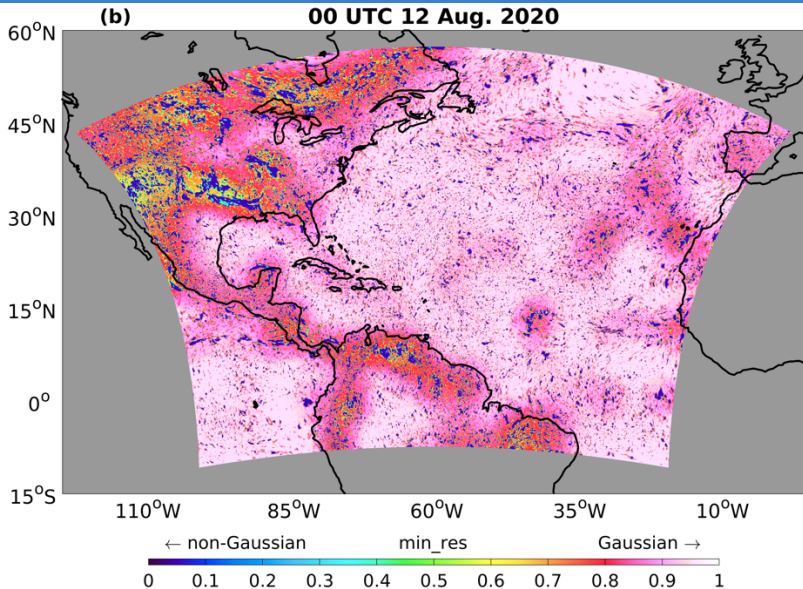 (b)
00 UTC 12 Aug. 2020
60°N
45°N
30°N
15°N
0°
15°S
110°W 85°W 60°W 35°W 10°W
← non-Gaussian min_res Gaussian →
0 0.1 0.2 0.3 0.4 0.5 0.6 0.7 0.8 0.9 1